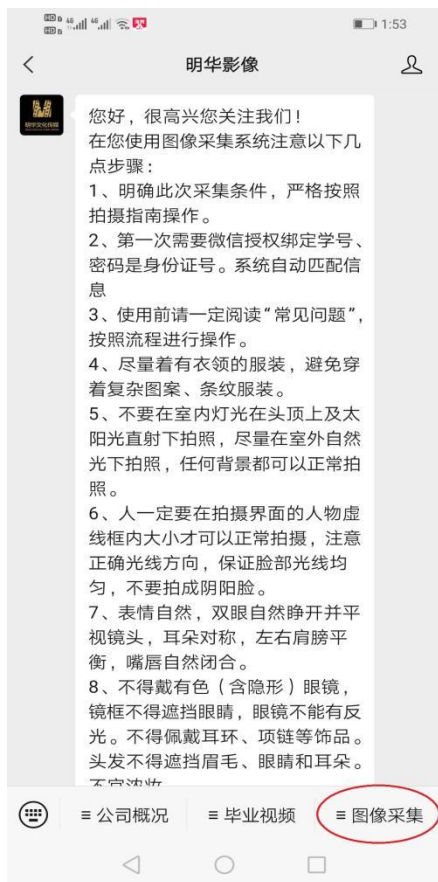 1:53
明华影像
您好，很高兴您关注我们！
在您使用图像采集系统注意以下几
点步骤：
1、明确此次采集条件，严格按照
拍摄指南操作。
2、第一次需要微信授权绑定学号、
密码是身份证号。系统自动匹配信
息
3、使用前请一定阅读“常见问题”，
按照流程进行操作。
4、尽量着有衣领的服装，避免穿
着复杂图案、条纹服装。
5、不要在室内灯光在头顶上及太
阳光直射下拍照，尽量在室外自然
光下拍照，任何背景都可以正常拍
照。
6、人一定要在拍摄界面的人物虚
线框内大小才可以正常拍摄，注意
正确光线方向，保证脸部光线均
匀，不要拍成阴阳脸。
7、表情自然，双眼自然睁开并平
视镜头，耳朵对称，左右肩膀平
衡，嘴唇自然闭合。
8、不得戴有色（含隐形）眼镜，
镜框不得遮挡眼睛，眼镜不能有反
光。不得佩戴耳环、项链等饰品。
头发不得遮挡眉毛、眼睛和耳朵。
不宜浓妆
≡ 公司概况
≡ 毕业视频
≡ 图像采集